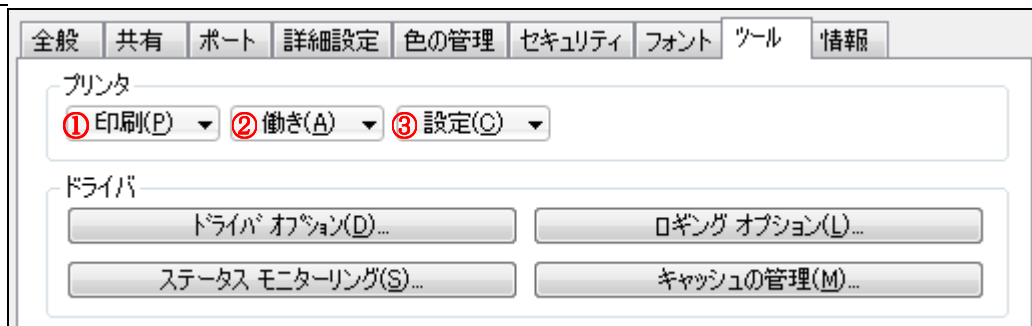 全般 共有 ポート 詳細設定 色の管理 セキュリティ フォント ツール 情報
プリンタ
①印刷(P) ②働き(A) ③設定(C)
ドライバ
ドライバ オプション(D)... ロギング オプション(L)...
ステータス モニターリング(S)... キャッシュの管理(M)...